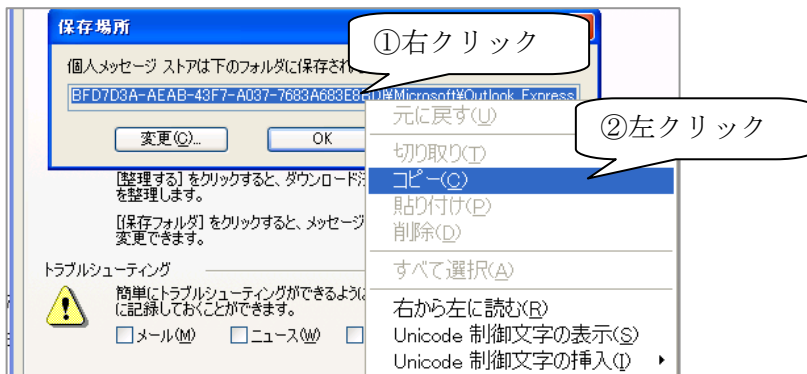 保存場所
①右クリック
個人メッセージ ストアは下のフォルダに保存され
BFD7D3A-AEAB-43F7-A037-7683A683E8BD}¥Microsoft¥Outlook Express
元に戻す(U)
②左クリック
変更(C)...
OK
切り取り(T)
コピー(C)
貼り付け(P)
削除(D)
すべて選択(A)
右から左に読む(R)
Unicode 制御文字の表示(S)
Unicode 制御文字の挿入(I)
[整理する] をクリックすると、ダウンロード
を整理します。
[保存フォルダ] をクリックすると、メッセージ
変更できます。
トラブルシューティング
簡単にトラブルシューティングができるように
に記録しておくことができます。
メール(M)
ニュース(W)